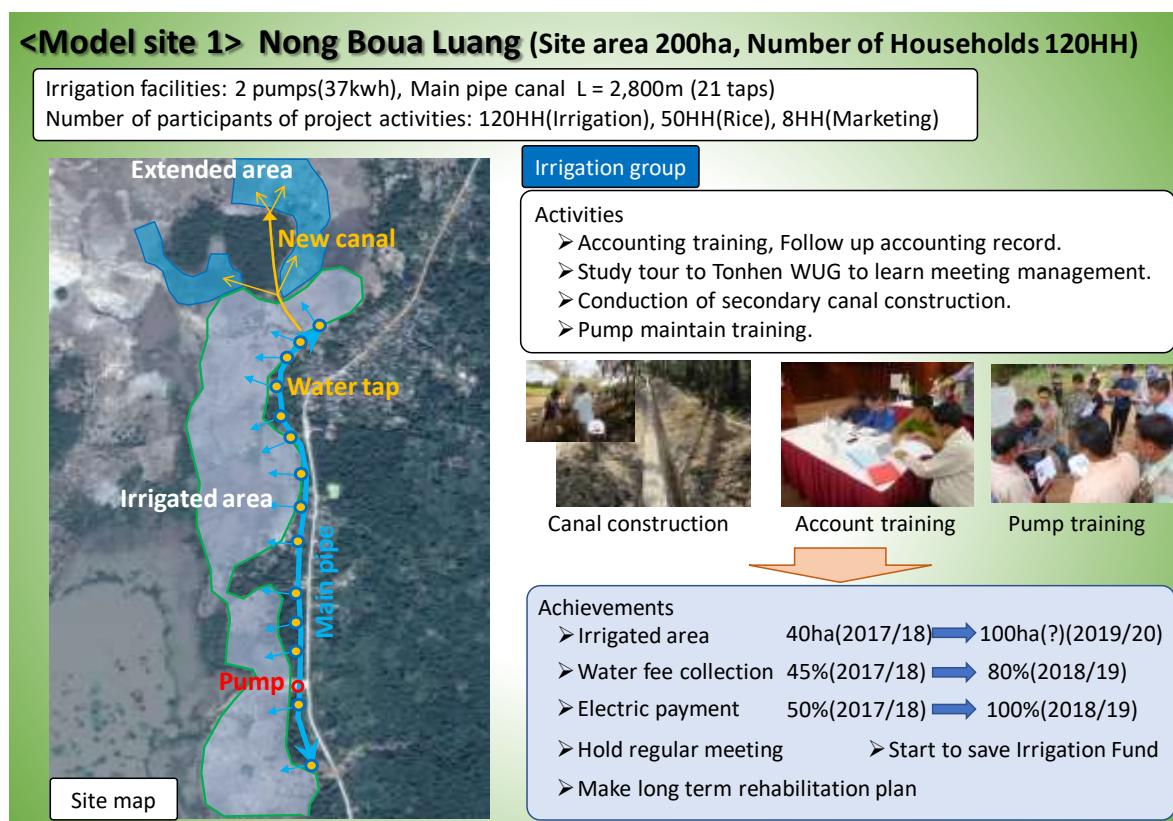 <Model site 1> Nong Boua Luang (Site area 200ha, Number of Households 120HH)
Irrigation facilities: 2 pumps(37kwh), Main pipe canal L = 2,800m (21 taps)
Number of participants of project activities: 120HH(Irrigation), 50HH(Rice), 8HH(Marketing)
Extended area
New canal
Water tap
Irrigated area
Main pipe
Pump
Site map
Irrigation group
Activities
➢Accounting training, Follow up accounting record.
➢Study tour to Tonhen WUG to learn meeting management.
➢Conduction of secondary canal construction.
➢Pump maintain training.
Canal construction
Account training
Pump training
Achievements
➢Irrigated area 40ha(2017/18) 100ha(?)(2019/20)
➢Water fee collection 45%(2017/18) 80%(2018/19)
➢Electric payment 50%(2017/18) 100%(2018/19)
➢Hold regular meeting ➢Start to save Irrigation Fund
➢Make long term rehabilitation plan